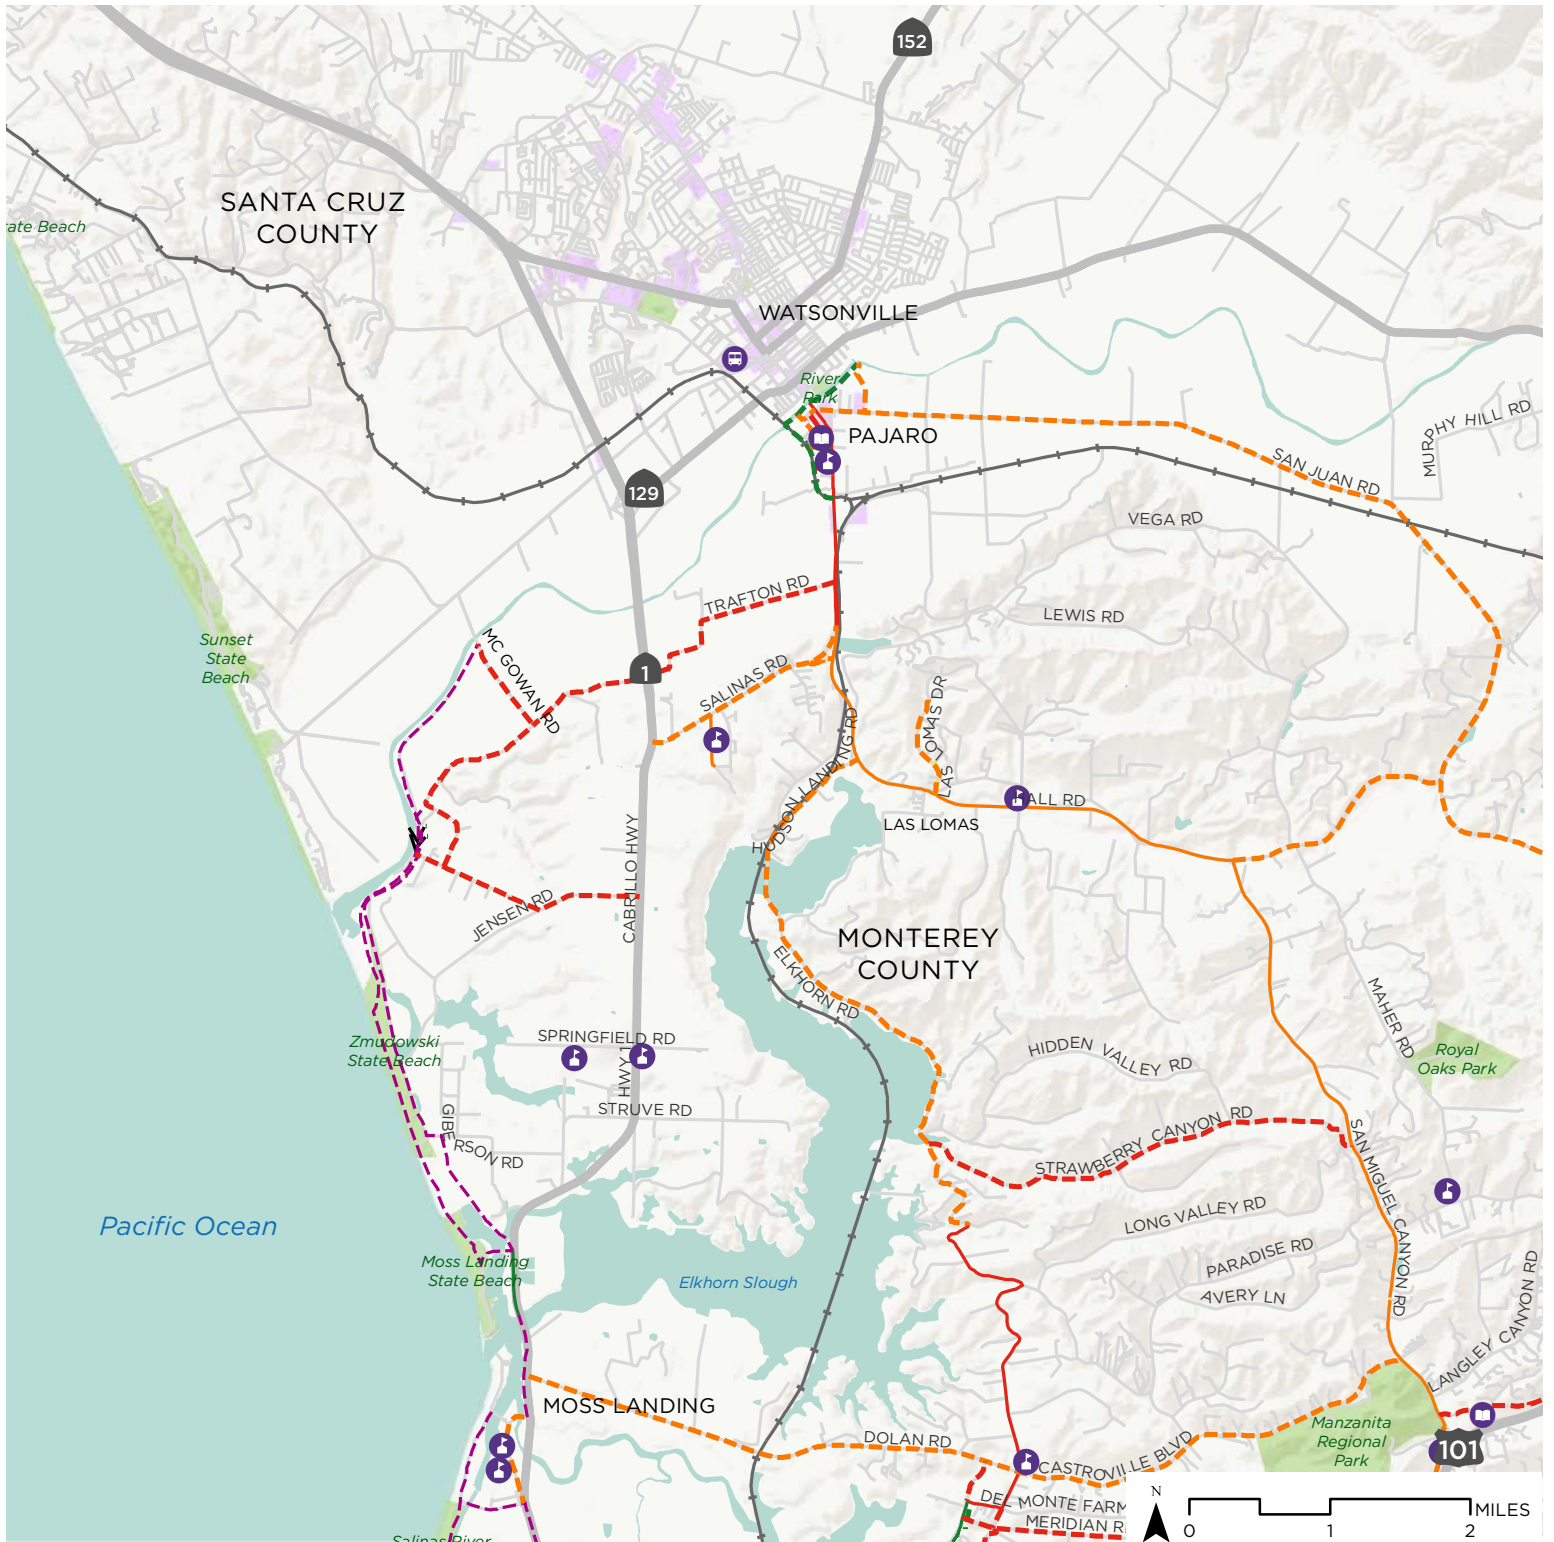 152
SANTA CRUZ
COUNTY
ate Beach
WATSONVILLE
River
Park
PAJARO
MURPHY HILL RD
SAN JUAN RD
129
VEGA RD
TRAFTON RD
LEWIS RD
Sunset
State
Beach
MC GOWAN RD
1
SALINAS RD
LAS LOMAS DR
HUDSON LANDING RD
LAS
ALL RD
LAS LOMAS
CABRILLO HWY
JENSEN RD
MONTEREY
COUNTY
ELKHORN RD
MAHER RD
SPRINGFIELD RD
Zmudowski
State Beach
HWY 1
HIDDEN VALLEY RD
Royal
Oaks Park
STRUVE RD
GIBERSON RD
STRAWBERRY CANYON RD
SAN MIGUEL CANYON RD
Pacific Ocean
LONG VALLEY RD
PARADISE RD
Moss Landing
State Beach
Elkhorn Slough
AVERY LN
LANGLEY CANYON RD
MOSS LANDING
DOLAN RD
Manzanita
Regional
Park
CASTROVILLE BLVD
101
DEL MONTE FARM
MERIDIAN R
Salinas River
N
MILES
0 1 2